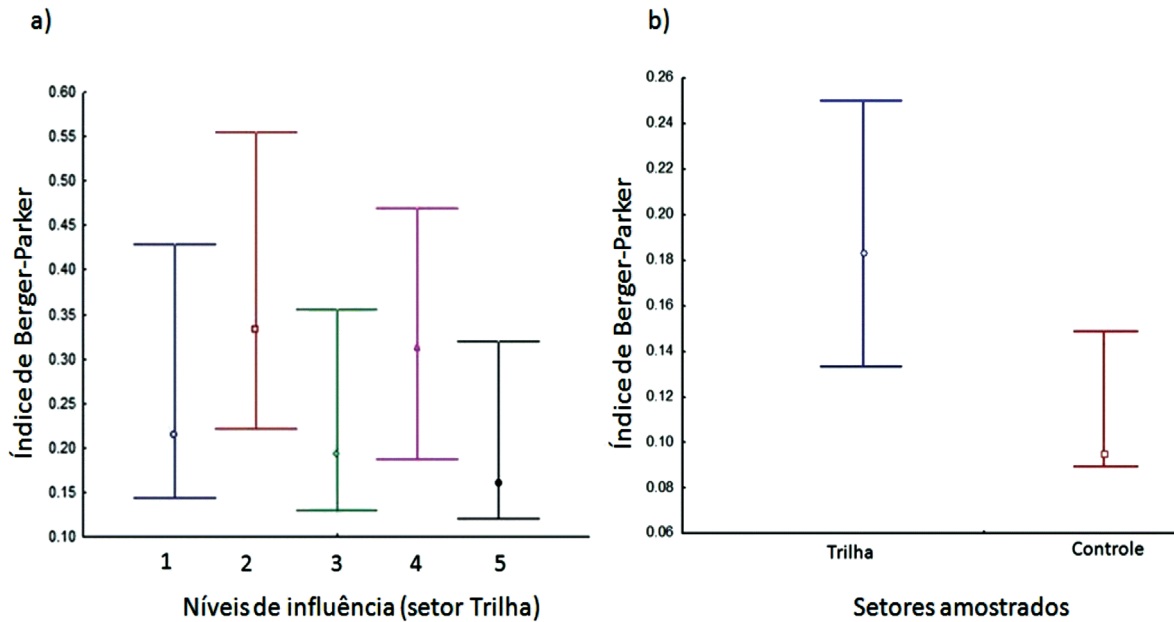 a)
Índice de Berger-Parker
0.60
0.55
0.50
0.45
0.40
0.35
0.30
0.25
0.20
0.15
0.10
1 2 3 4 5
Níveis de influência (setor Trilha)
b)
Índice de Berger-Parker
0.26
0.24
0.22
0.20
0.18
0.16
0.14
0.12
0.10
0.08
0.06
Trilha Controle
Setores amostrados